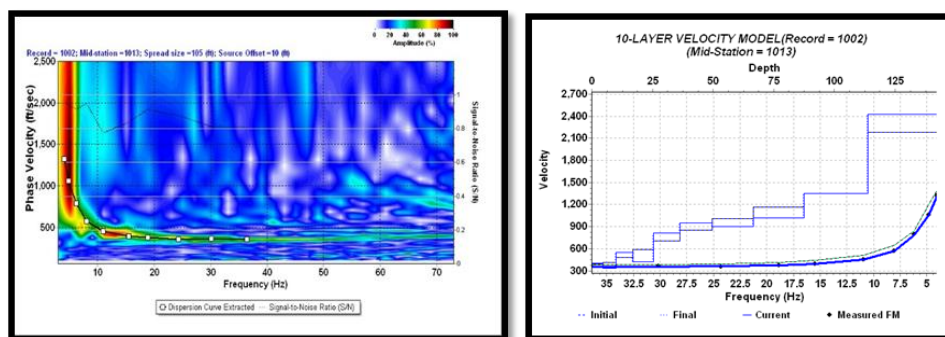 0 20 40 60 80 100
Amplitude (%)
Record = 1002; Mid-station =1013; Spread size =105 (ft); Source Offset =10 (ft)
2,500
2,000
1,500
1,000
500
Phase Velocity (ft/sec)
1
0.8
0.6
0.4
0.2
0
Signal-to-Noise Ratio (S/N)
10 20 30 40 50 60 70
Frequency (Hz)
Dispersion Curve Extracted Signal-to-Noise Ratio (S/N)
10-LAYER VELOCITY MODEL(Record = 1002)
(Mid-Station = 1013)
Depth
0 25 50 75 100 125
2,700
2,400
2,100
1,800
1,500
1,200
900
600
300
Velocity
35 32.5 30 27.5 25 22.5 20 17.5 15 12.5 10 7.5 5
Frequency (Hz)
Initial Final Current Measured FM